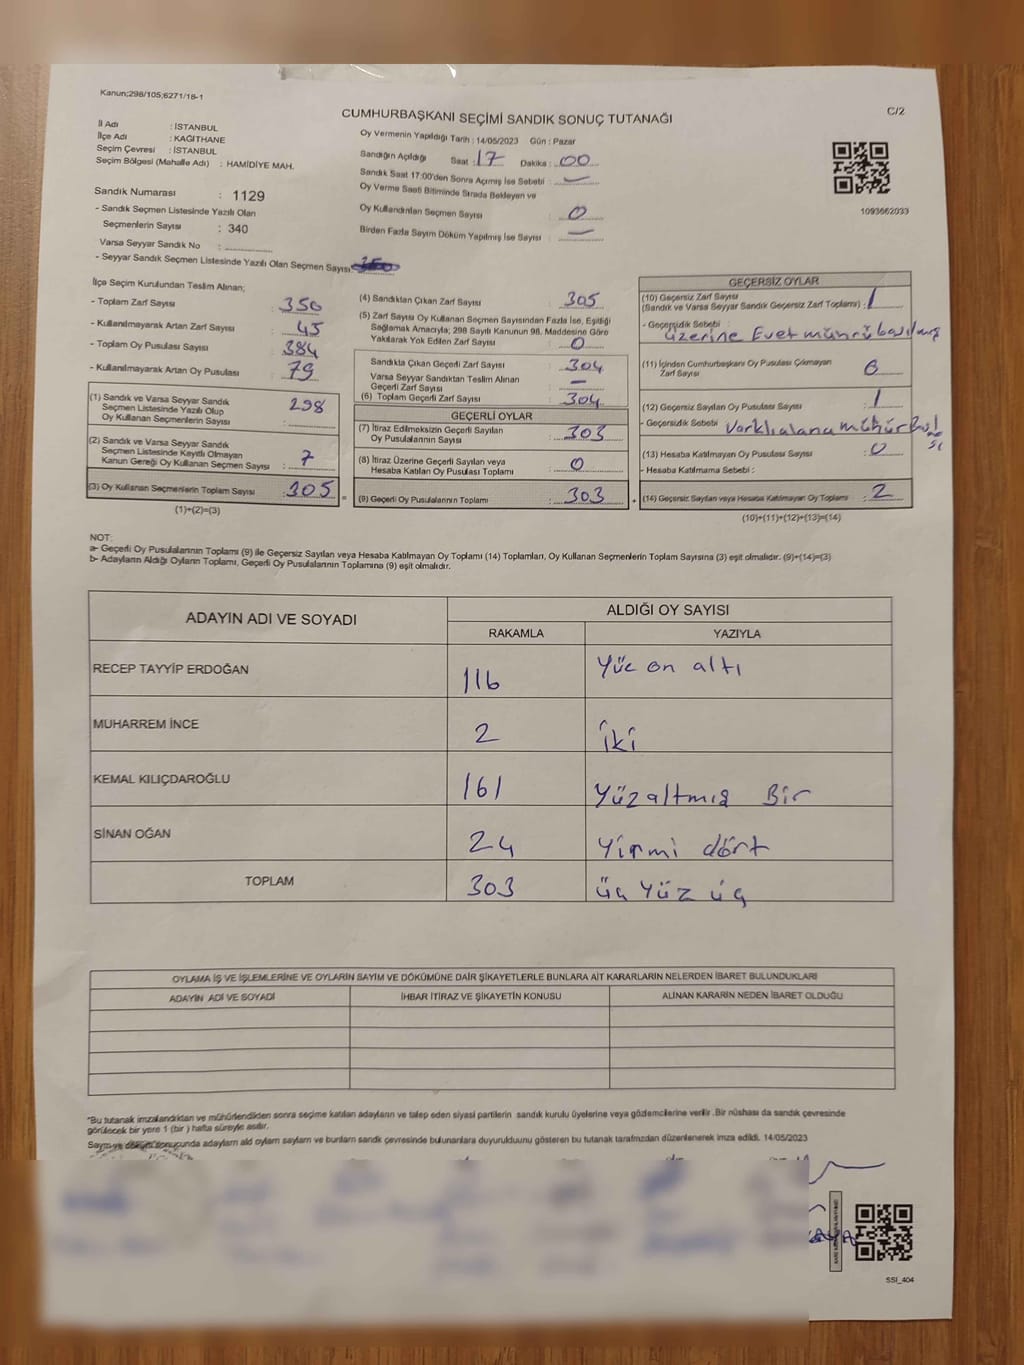 Kanun;298/105;6271/18-1
C/2
CUMHURBAŞKANI SEÇİMİ SANDIK SONUÇ TUTANAĞI
İl Adı : İSTANBUL
İlçe Adı : KAĞITHANE
Seçim Çevresi : İSTANBUL
Seçim Bölgesi (Mahalle Adı) : HAMİDİYE MAH.
Sandık Numarası : 1129
- Sandık Seçmen Listesinde Yazılı Olan
Seçmenlerin Sayısı : 340
Varsa Seyyar Sandık No :
- Seyyar Sandık Seçmen Listesinde Yazılı Olan Seçmen Sayısı:
Oy Vermenin Yapıldığı Tarih : 14/05/2023 Gün : Pazar
Sandığın Açıldığı Saat : 17 Dakika : 00
Sandık Saat 17:00'den Sonra Açılmış İse Sebebi : —
Oy Verme Saati Bitiminde Sırada Bekleyen ve
Oy Kullandırılan Seçmen Sayısı : 0
Birden Fazla Sayım Döküm Yapılmış İse Sayısı : —
1093662033
İlçe Seçim Kurulundan Teslim Alınan;
- Toplam Zarf Sayısı : 350
- Kullanılmayarak Artan Zarf Sayısı : 45
- Toplam Oy Pusulası Sayısı : 384
- Kullanılmayarak Artan Oy Pusulası : 79
(1) Sandık ve Varsa Seyyar Sandık
Seçmen Listesinde Yazılı Olup
Oy Kullanan Seçmenlerin Sayısı : 298
(2) Sandık ve Varsa Seyyar Sandık
Seçmen Listesinde Kayıtlı Olmayan
Kanun Gereği Oy Kullanan Seçmen Sayısı : 7
(3) Oy Kullanan Seçmenlerin Toplam Sayısı : 305
(1)+(2)=(3)
(4) Sandıktan Çıkan Zarf Sayısı : 305
(5) Zarf Sayısı Oy Kullanan Seçmen Sayısından Fazla İse, Eşitliği
Sağlamak Amacıyla; 298 Sayılı Kanunun 98. Maddesine Göre
Yakılarak Yok Edilen Zarf Sayısı : 0
Sandıkta Çıkan Geçerli Zarf Sayısı : 304
Varsa Seyyar Sandıktan Teslim Alınan
Geçerli Zarf Sayısı : —
(6) Toplam Geçerli Zarf Sayısı : 304
GEÇERLİ OYLAR
(7) İtiraz Edilmeksizin Geçerli Sayılan
Oy Pusulalarının Sayısı : 303
(8) İtiraz Üzerine Geçerli Sayılan veya
Hesaba Katılan Oy Pusulası Toplamı : 0
(9) Geçerli Oy Pusulalarının Toplamı : 303
GEÇERSİZ OYLAR
(10) Geçersiz Zarf Sayısı
(Sandık ve Varsa Seyyar Sandık Geçersiz Zarf Toplamı) : 1
- Geçersizlik Sebebi :
üzerine Evet mührü basılmış
(11) İçinden Cumhurbaşkanı Oy Pusulası Çıkmayan
Zarf Sayısı : 0
(12) Geçersiz Sayılan Oy Pusulası Sayısı : 1
- Geçersizlik Sebebi :
(13) Hesaba Katılmayan Oy Pusulası Sayısı : 0
- Hesaba Katılmama Sebebi :
(14) Geçersiz Sayılan veya Hesaba Katılmayan Oy Toplamı : 2
(10)+(11)+(12)+(13)=(14)
NOT:
a- Geçerli Oy Pusulalarının Toplamı (9) ile Geçersiz Sayılan veya Hesaba Katılmayan Oy Toplamı (14) Toplamları, Oy Kullanan Seçmenlerin Toplam Sayısına (3) eşit olmalıdır. (9)+(14)=(3)
b- Adayların Aldığı Oyların Toplamı, Geçerli Oy Pusulalarının Toplamına (9) eşit olmalıdır.
ADAYIN ADI VE SOYADI ALDIĞI OY SAYISI
RAKAMLA YAZIYLA
RECEP TAYYİP ERDOĞAN 116 Yüz on altı
MUHARREM İNCE 2 İki
KEMAL KILIÇDAROĞLU 161 Yüzaltmış Bir
SİNAN OĞAN 24 Yirmi dört
TOPLAM 303 üç Yüz üç
OYLAMA İŞ VE İŞLEMLERİNE VE OYLARIN SAYIM VE DÖKÜMÜNE DAİR ŞİKAYETLERLE BUNLARA AİT KARARLARIN NELERDEN İBARET BULUNDUKLARI
ADAYIN ADI VE SOYADI İHBAR İTİRAZ VE ŞİKAYETİN KONUSU ALINAN KARARIN NEDEN İBARET OLDUĞU
*Bu tutanak imzalandıktan ve mühürlendikten sonra seçime katılan adayların ve talep eden siyasi partilerin sandık kurulu üyelerine veya gözlemcilerine verilir. Bir nüshası da sandık çevresinde
görülecek bir yere 1 (bir) hafta süreyle asılır.
Sayım ve döküm sonucunda adayların aldı oyların sayların ve bunların sandık çevresinde bulunanlara duyurulduunu gösteren bu tutanak tarafımızdan düzenlenerek imza edildi. 14/05/2023
SSI_404